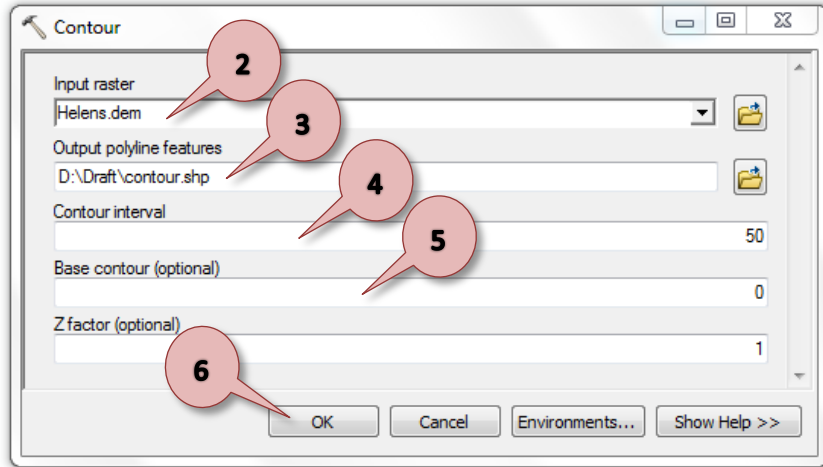 Contour
2
Input raster
Helens.dem
3
Output polyline features
D:\Draft\contour.shp
4
Contour interval
50
5
Base contour (optional)
0
Z factor (optional)
1
6
OK Cancel Environments... Show Help >>